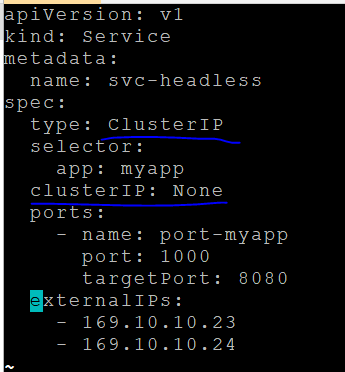 apiVersion: v1
kind: Service
metadata:
  name: svc-headless
spec:
  type: ClusterIP
  selector:
    app: myapp
  clusterIP: None
  ports:
    - name: port-myapp
      port: 1000
      targetPort: 8080
  externalIPs:
    - 169.10.10.23
    - 169.10.10.24
~